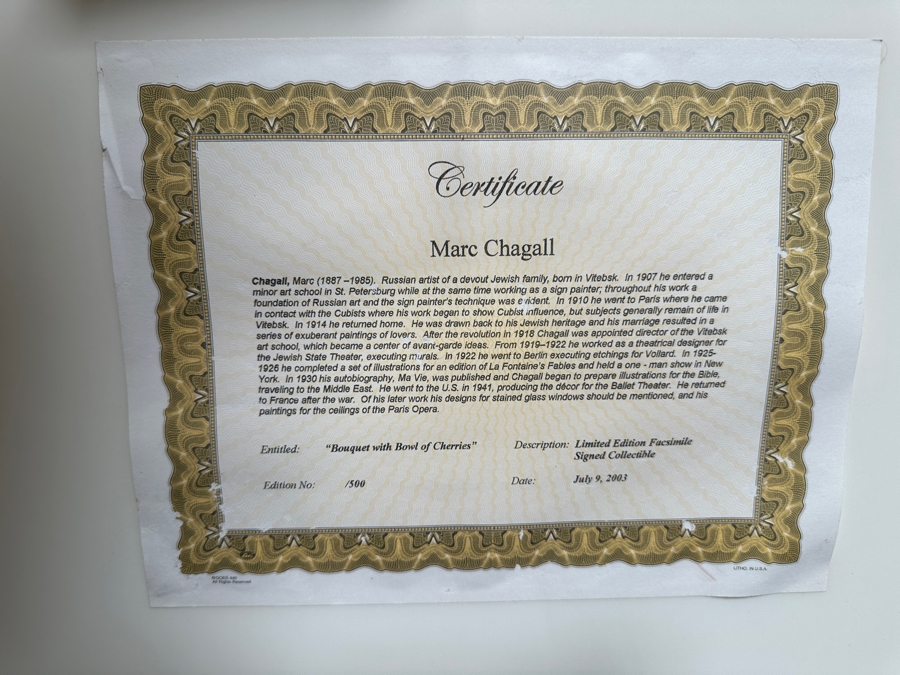 Certificate
Marc Chagall
Chagall, Marc (1887 –1985). Russian artist of a devout Jewish family, born in Vitebsk. In 1907 he entered a
minor art school in St. Petersburg while at the same time working as a sign painter; throughout his work a
foundation of Russian art and the sign painter's technique was evident. In 1910 he went to Paris where he came
in contact with the Cubists where his work began to show Cubist influence, but subjects generally remain of life in
Vitebsk. In 1914 he returned home. He was drawn back to his Jewish heritage and his marriage resulted in a
series of exuberant paintings of lovers. After the revolution in 1918 Chagall was appointed director of the Vitebsk
art school, which became a center of avant-garde ideas. From 1919–1922 he worked as a theatrical designer for
the Jewish State Theater, executing murals. In 1922 he went to Berlin executing etchings for Vollard. In 1925-
1926 he completed a set of illustrations for an edition of La Fontaine's Fables and held a one - man show in New
York. In 1930 his autobiography, Ma Vie, was published and Chagall began to prepare illustrations for the Bible,
traveling to the Middle East. He went to the U.S. in 1941, producing the décor for the Ballet Theater. He returned
to France after the war. Of his later work his designs for stained glass windows should be mentioned, and his
paintings for the ceilings of the Paris Opera.
Entitled: "Bouquet with Bowl of Cherries" Description: Limited Edition Facsimile
Signed Collectible
Edition No: /500 Date: July 9, 2003
All Rights Reserved
LITHO. IN U.S.A.